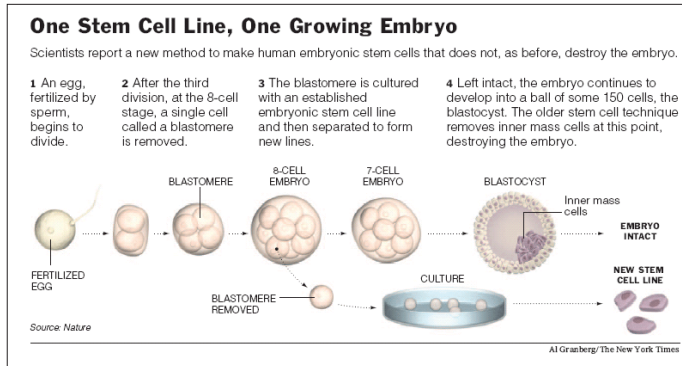 One Stem Cell Line, One Growing Embryo
Scientists report a new method to make human embryonic stem cells that does not, as before, destroy the embryo.
1 An egg,
fertilized by
sperm,
begins to
divide.
2 After the third
division, at the 8-cell
stage, a single cell
called a blastomere
is removed.
3 The blastomere is cultured
with an established
embryonic stem cell line
and then separated to form
new lines.
4 Left intact, the embryo continues to
develop into a ball of some 150 cells, the
blastocyst. The older stem cell technique
removes inner mass cells at this point,
destroying the embryo.
BLASTOMERE
8-CELL
EMBRYO
7-CELL
EMBRYO
BLASTOCYST
Inner mass
cells
EMBRYO
INTACT
FERTILIZED
EGG
BLASTOMERE
REMOVED
CULTURE
NEW STEM
CELL LINE
Source: Nature
Al Granberg/The New York Times